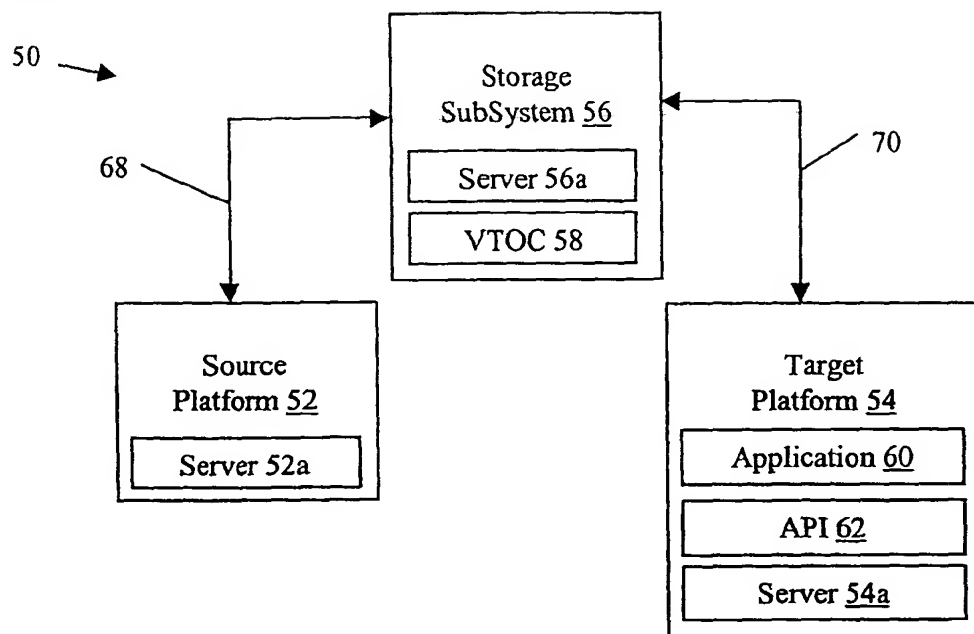 50
Storage
SubSystem 56
Server 56a
VTOC 58
68
70
Source
Platform 52
Server 52a
Target
Platform 54
Application 60
API 62
Server 54a